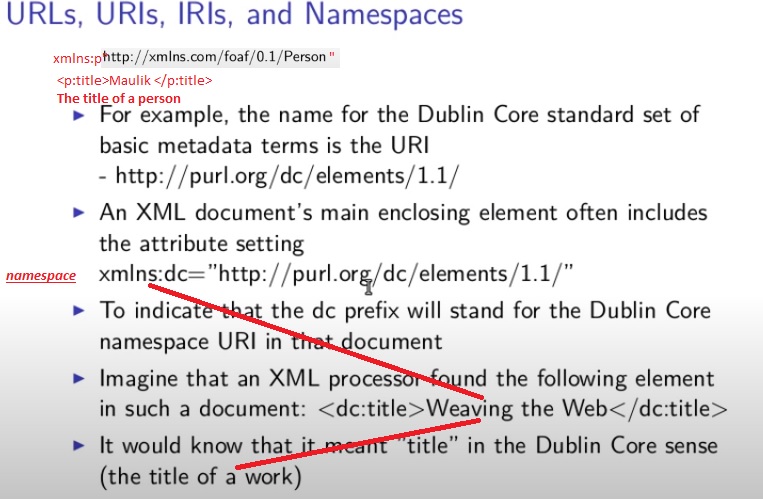 URLs, URIs, IRIs, and Namespaces
xmlns:p"http://xmlns.com/foaf/0.1/Person "
<p:title>Maulik </p:title>
The title of a person
▶ For example, the name for the Dublin Core standard set of
basic metadata terms is the URI
- http://purl.org/dc/elements/1.1/
▶ An XML document's main enclosing element often includes
the attribute setting
namespace xmlns:dc="http://purl.org/dc/elements/1.1/"
▶ To indicate that the dc prefix will stand for the Dublin Core
namespace URI in that document
▶ Imagine that an XML processor found the following element
in such a document: <dc:title>Weaving the Web</dc:title>
▶ It would know that it meant "title" in the Dublin Core sense
(the title of a work)